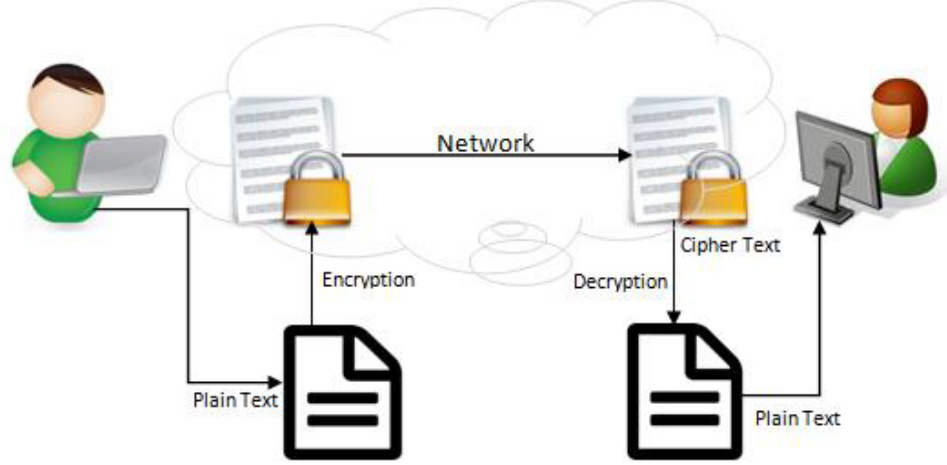 Network
Cipher Text
Encryption
Decryption
Plain Text
Plain Text